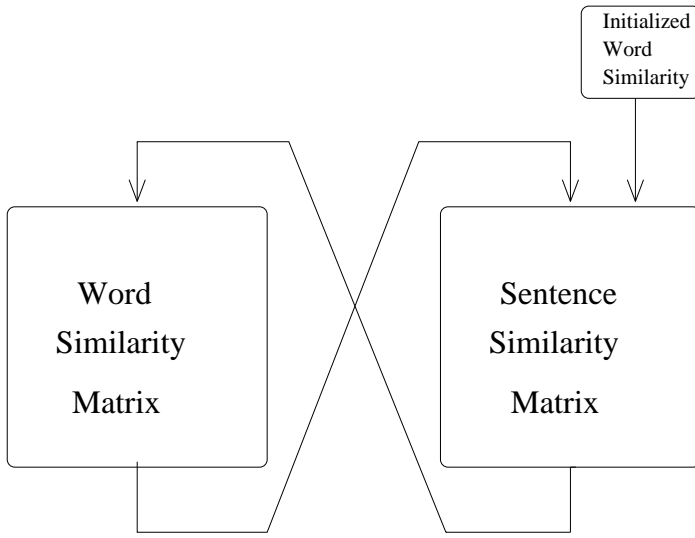 Initialized
Word
Similarity
Word
Similarity
Matrix
Sentence
Similarity
Matrix